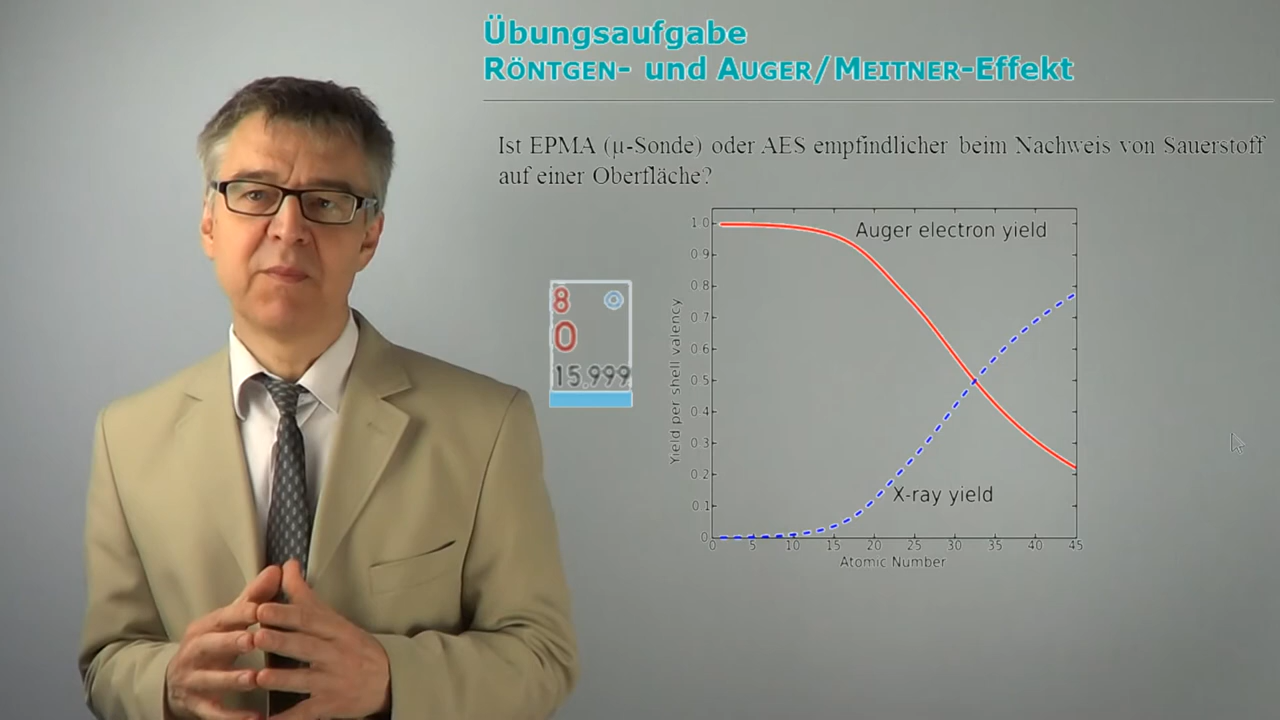 Übungsaufgabe
RÖNTGEN- und AUGER/MEITNER-Effekt
Ist EPMA (µ-Sonde) oder AES empfindlicher beim Nachweis von Sauerstoff
auf einer Oberfläche?
8
O
15.999
Yield per shell valency
1.0
0.9
0.8
0.7
0.6
0.5
0.4
0.3
0.2
0.1
0
Auger electron yield
X-ray yield
0 5 10 15 20 25 30 35 40 45
Atomic Number